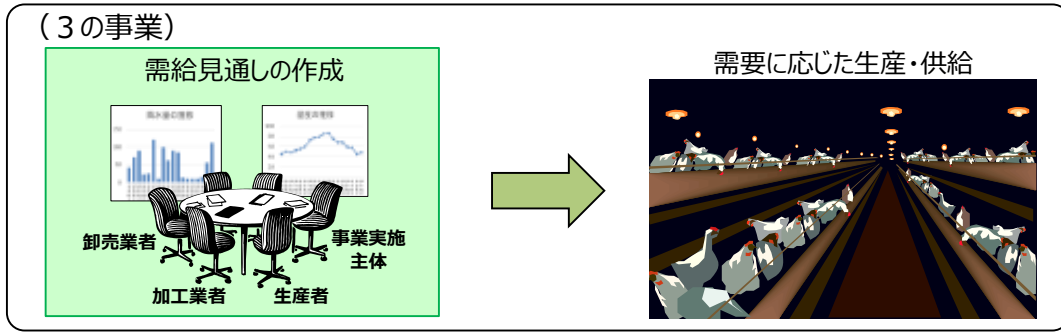 （３の事業）
需給見通しの作成
需要に応じた生産・供給
卸売業者
事業実施
主体
加工業者
生産者